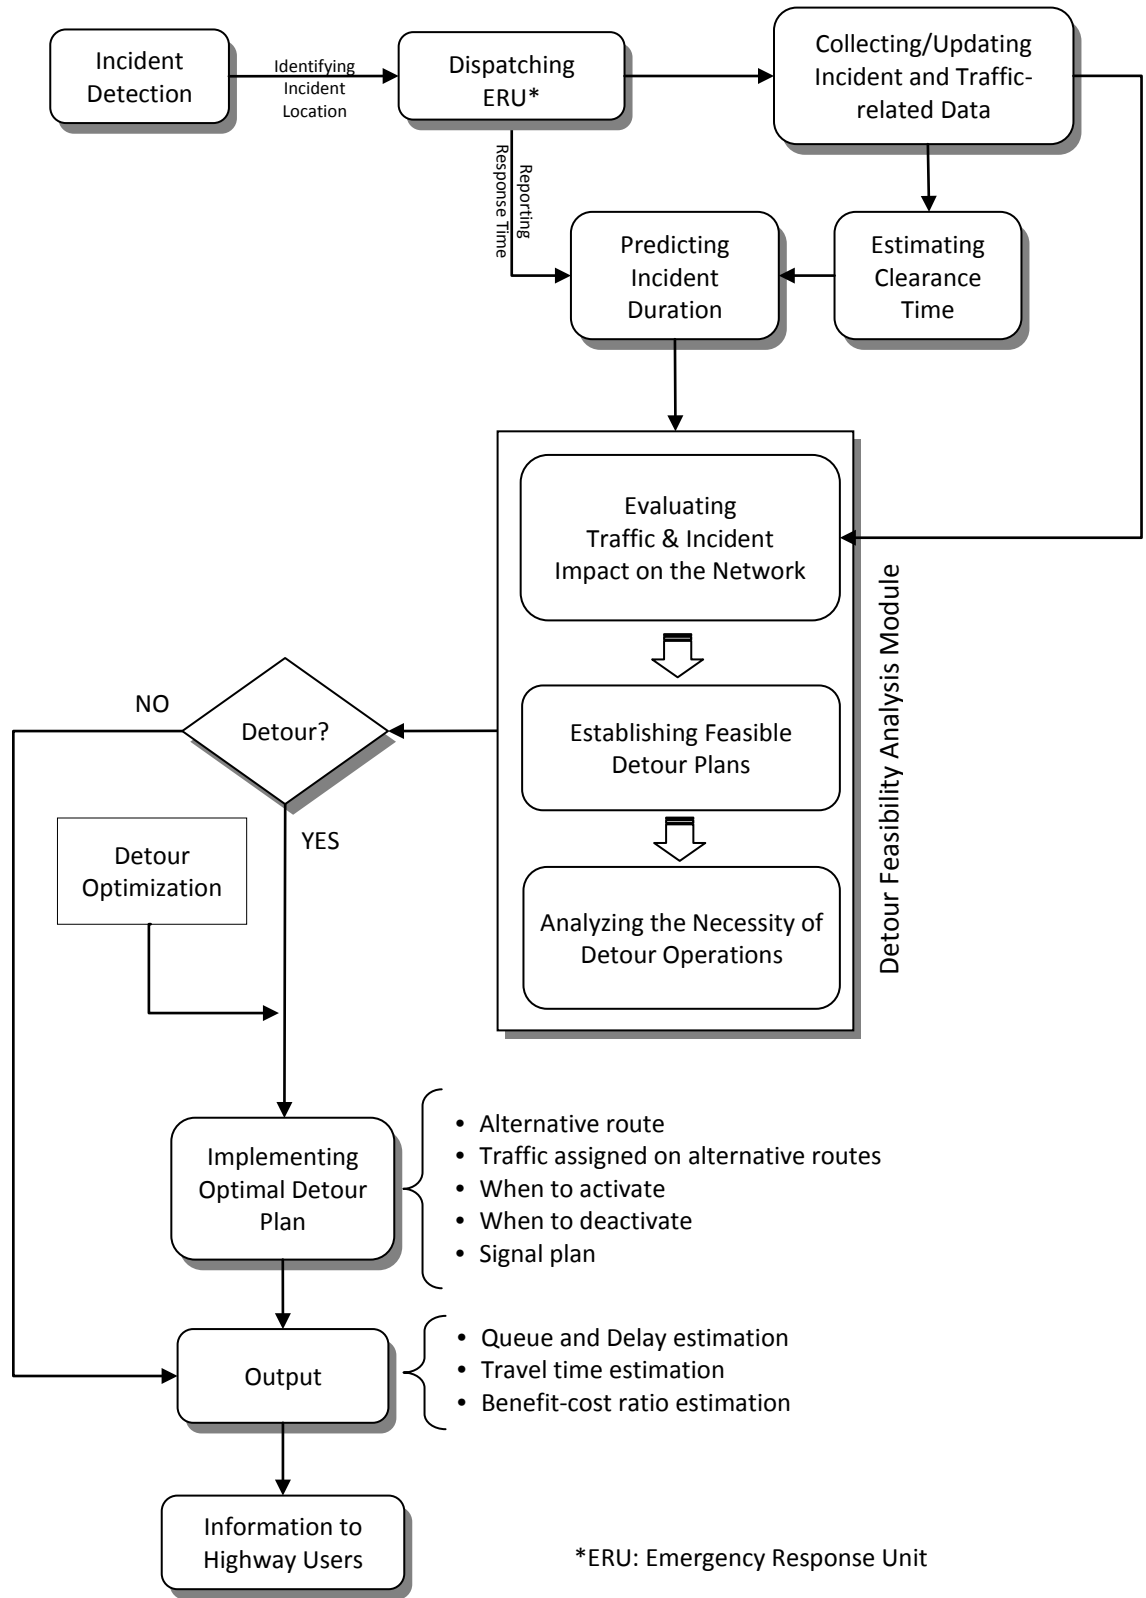 Incident
Detection
Identifying
Incident
Location
Dispatching
ERU*
Collecting/Updating
Incident and Traffic-
related Data
Reporting
Response Time
Predicting
Incident
Duration
Estimating
Clearance
Time
Evaluating
Traffic & Incident
Impact on the Network
Establishing Feasible
Detour Plans
Analyzing the Necessity of
Detour Operations
Detour Feasibility Analysis Module
NO
Detour?
YES
Detour
Optimization
Implementing
Optimal Detour
Plan
• Alternative route
• Traffic assigned on alternative routes
• When to activate
• When to deactivate
• Signal plan
Output
• Queue and Delay estimation
• Travel time estimation
• Benefit-cost ratio estimation
Information to
Highway Users
*ERU: Emergency Response Unit